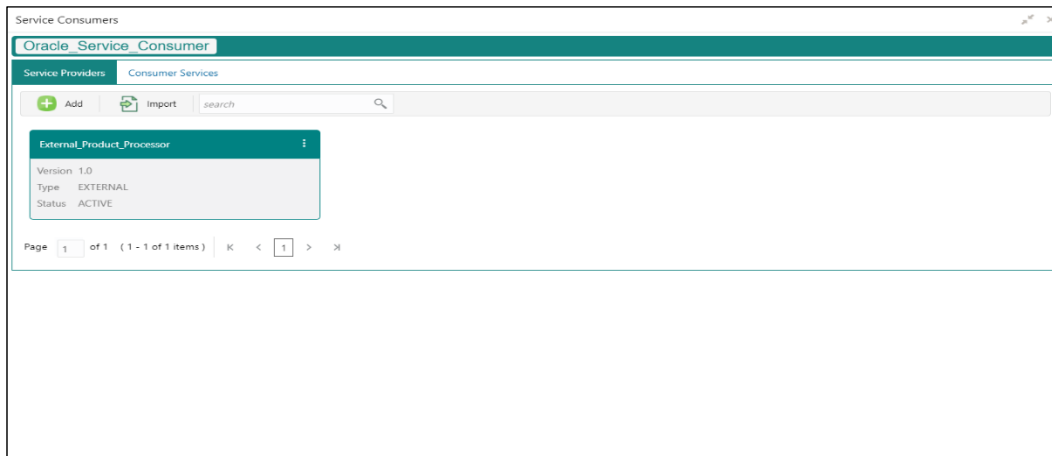 Service Consumers
Oracle_Service_Consumer
Service Providers Consumer Services
Add Import search
External_Product_Processor
Version 1.0
Type EXTERNAL
Status ACTIVE
Page 1 of 1 ( 1 - 1 of 1 items ) 1